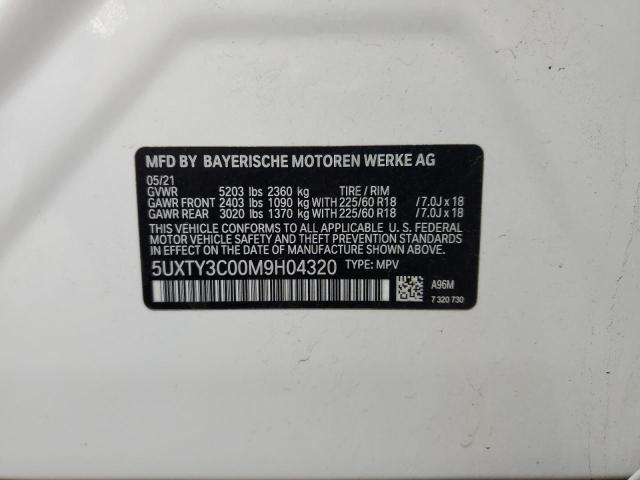 MFD BY BAYERISCHE MOTOREN WERKE AG
05/21
GVWR 5203 lbs 2360 kg TIRE / RIM
GAWR FRONT 2403 lbs 1090 kg WITH 225/60 R18 / 7.0J x 18
GAWR REAR 3020 lbs 1370 kg WITH 225/60 R18 / 7.0J x 18
THIS VEHICLE CONFORMS TO ALL APPLICABLE U. S. FEDERAL
MOTOR VEHICLE SAFETY AND THEFT PREVENTION STANDARDS
IN EFFECT ON THE DATE OF MANUFACTURE SHOWN ABOVE.
5UXTY3C00M9H04320 TYPE: MPV
A96M
7 320 730